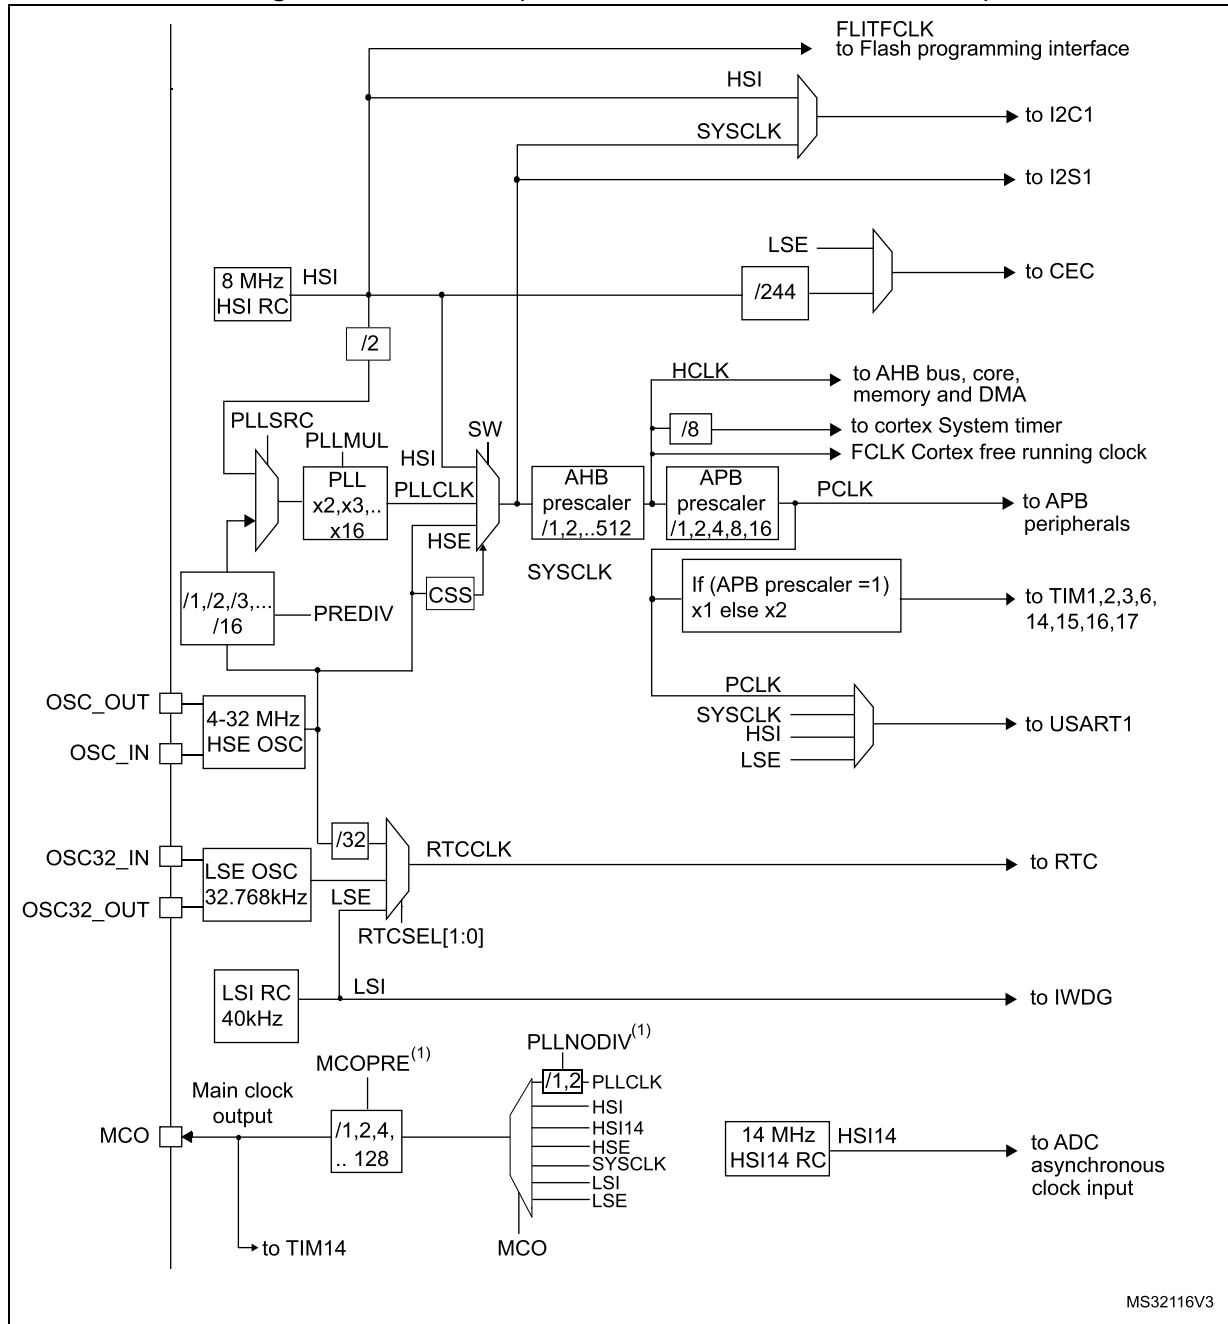 FLITFCLK
to Flash programming interface
HSI
to I2C1
SYSCLK
to I2S1
LSE
to CEC
8 MHz
HSI RC
HSI
/244
/2
HCLK
to AHB bus, core,
memory and DMA
/8
to cortex System timer
FCLK Cortex free running clock
PLLSRC
PLLMUL
SW
HSI
PLL
x2,x3,..
x16
PLLCLK
AHB
prescaler
/1,2,..512
APB
prescaler
/1,2,4,8,16
PCLK
to APB
peripherals
HSE
SYSCLK
CSS
/1,/2,/3,...
/16
PREDIV
If (APB prescaler =1)
x1 else x2
to TIM1,2,3,6,
14,15,16,17
OSC_OUT
OSC_IN
4-32 MHz
HSE OSC
PCLK
SYSCLK
HSI
LSE
to USART1
/32
OSC32_IN
OSC32_OUT
LSE OSC
32.768kHz
LSE
RTCCLK
to RTC
RTCSEL[1:0]
LSI RC
40kHz
LSI
to IWDG
PLLNODIV(1)
MCOPRE(1)
/1,2
PLLCLK
HSI
HSI14
HSE
SYSCLK
LSI
LSE
Main clock
output
MCO
/1,2,4,
.. 128
14 MHz
HSI14 RC
HSI14
to ADC
asynchronous
clock input
to TIM14
MCO
MS32116V3